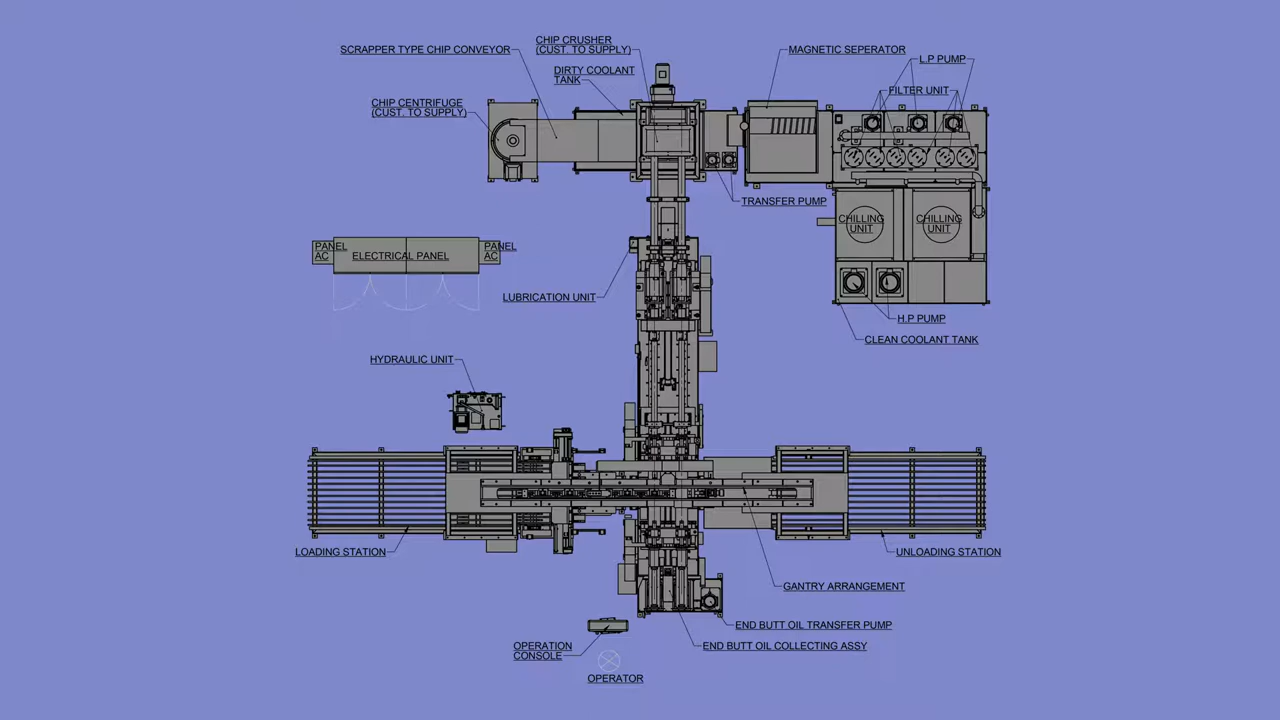 CHIP CRUSHER
(CUST. TO SUPPLY)
SCRAPPER TYPE CHIP CONVEYOR
MAGNETIC SEPERATOR
L.P PUMP
DIRTY COOLANT
TANK
FILTER UNIT
CHIP CENTRIFUGE
(CUST. TO SUPPLY)
TRANSFER PUMP
CHILLING
UNIT
CHILLING
UNIT
PANEL
AC
ELECTRICAL PANEL
PANEL
AC
LUBRICATION UNIT
H.P PUMP
CLEAN COOLANT TANK
HYDRAULIC UNIT
LOADING STATION
UNLOADING STATION
GANTRY ARRANGEMENT
END BUTT OIL TRANSFER PUMP
OPERATION
CONSOLE
END BUTT OIL COLLECTING ASSY
OPERATOR